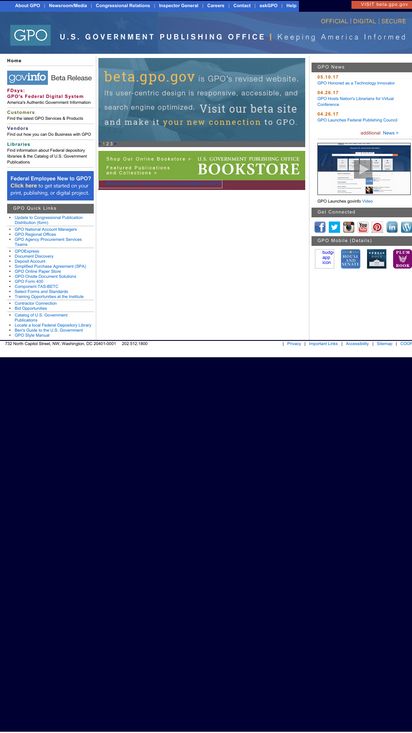 About GPO | Newsroom/Media | Congressional Relations | Inspector General | Careers | Contact | askGPO | Help
VISIT beta.gpo.gov
OFFICIAL | DIGITAL | SECURE
GPO
U.S. GOVERNMENT PUBLISHING OFFICE | Keeping America Informed
Home
govinfo Beta Release
FDsys:
GPO's Federal Digital System
America's Authentic Government Information
Customers
Find the latest GPO Services & Products
Vendors
Find out how you can Do Business with GPO
Libraries
Find information about Federal depository
libraries & the Catalog of U.S. Government
Publications
Federal Employee New to GPO?
Click here to get started on your
print, publishing, or digital project.
GPO Quick Links
Update to Congressional Publication
Distribution (form)
GPO National Account Managers
GPO Regional Offices
GPO Agency Procurement Services
Teams
GPOExpress
Document Discovery
Deposit Account
Simplified Purchase Agreement (SPA)
GPO Online Paper Store
GPO Onsite Document Solutions
GPO Form 400
Select Forms and Standards
Training Opportunities at the Institute
Contractor Connection
Bid Opportunities
Catalog of U.S. Government
Publications
Locate a local Federal Depository Library
Ben's Guide to the U.S. Government
GPO Style Manual
beta.gpo.gov is GPO's revised website.
Its user-centric design is responsive, accessible, and
search engine optimized. Visit our beta site
and make it your new connection to GPO.
1 2 3
Shop Our Online Bookstore >
Featured Publications
and Collections >
U.S. GOVERNMENT PUBLISHING OFFICE
BOOKSTORE
GPO News
05.10.17
GPO Honored as a Technology Innovator
04.26.17
GPO Hosts Nation's Librarians for Virtual
Conference
04.25.17
GPO Launches Federal Publishing Council
additional News >
GPO Launches govinfo Video
Get Connected
GPO Mobile (Details)
budget
app
icon
PLUM
BOOK
732 North Capitol Street, NW, Washington, DC 20401-0001 202.512.1800
| Privacy | Important Links | Accessibility | Sitemap | COOP